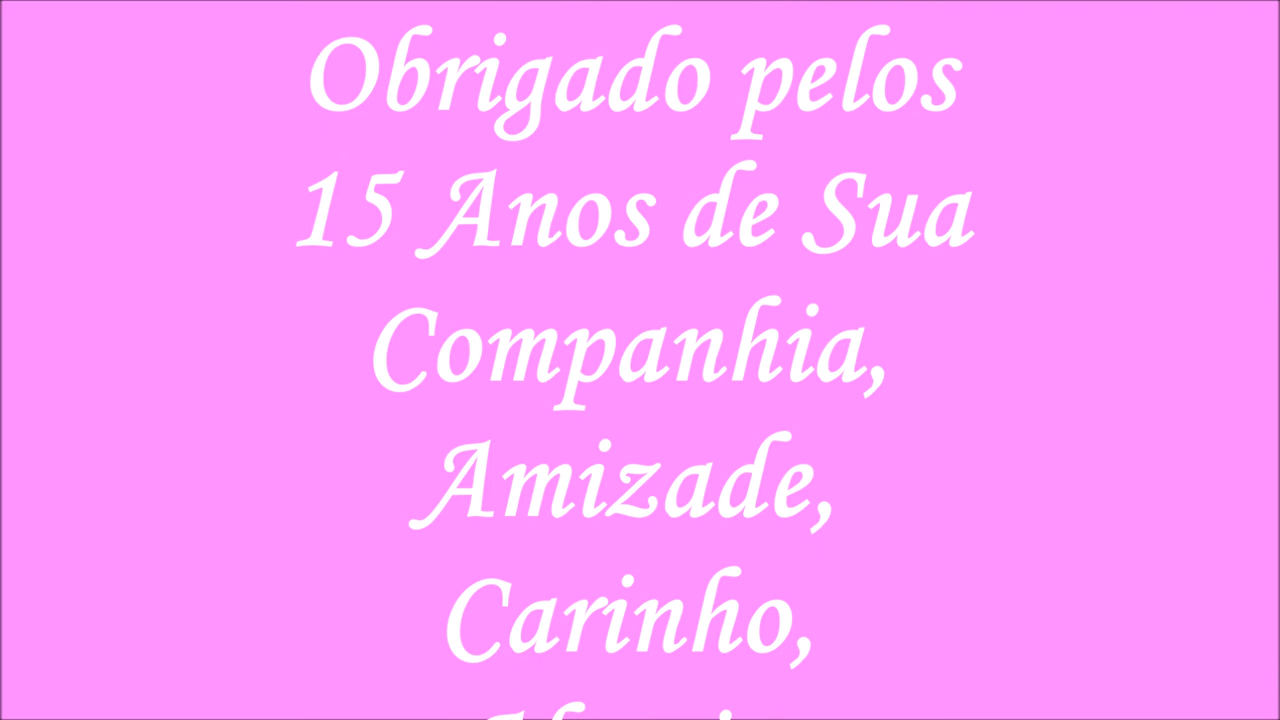 Obrigado pelos
15 Anos de Sua
Companhia,
Amizade,
Carinho,